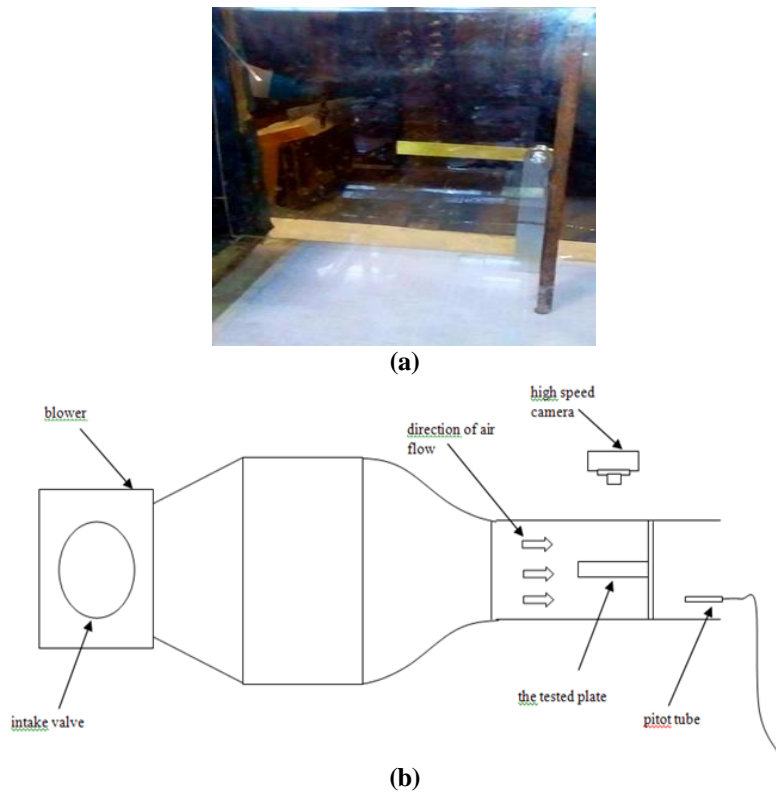 (a)
blower
high speed
camera
direction of air
flow
the tested plate
intake valve
pitot tube
(b)